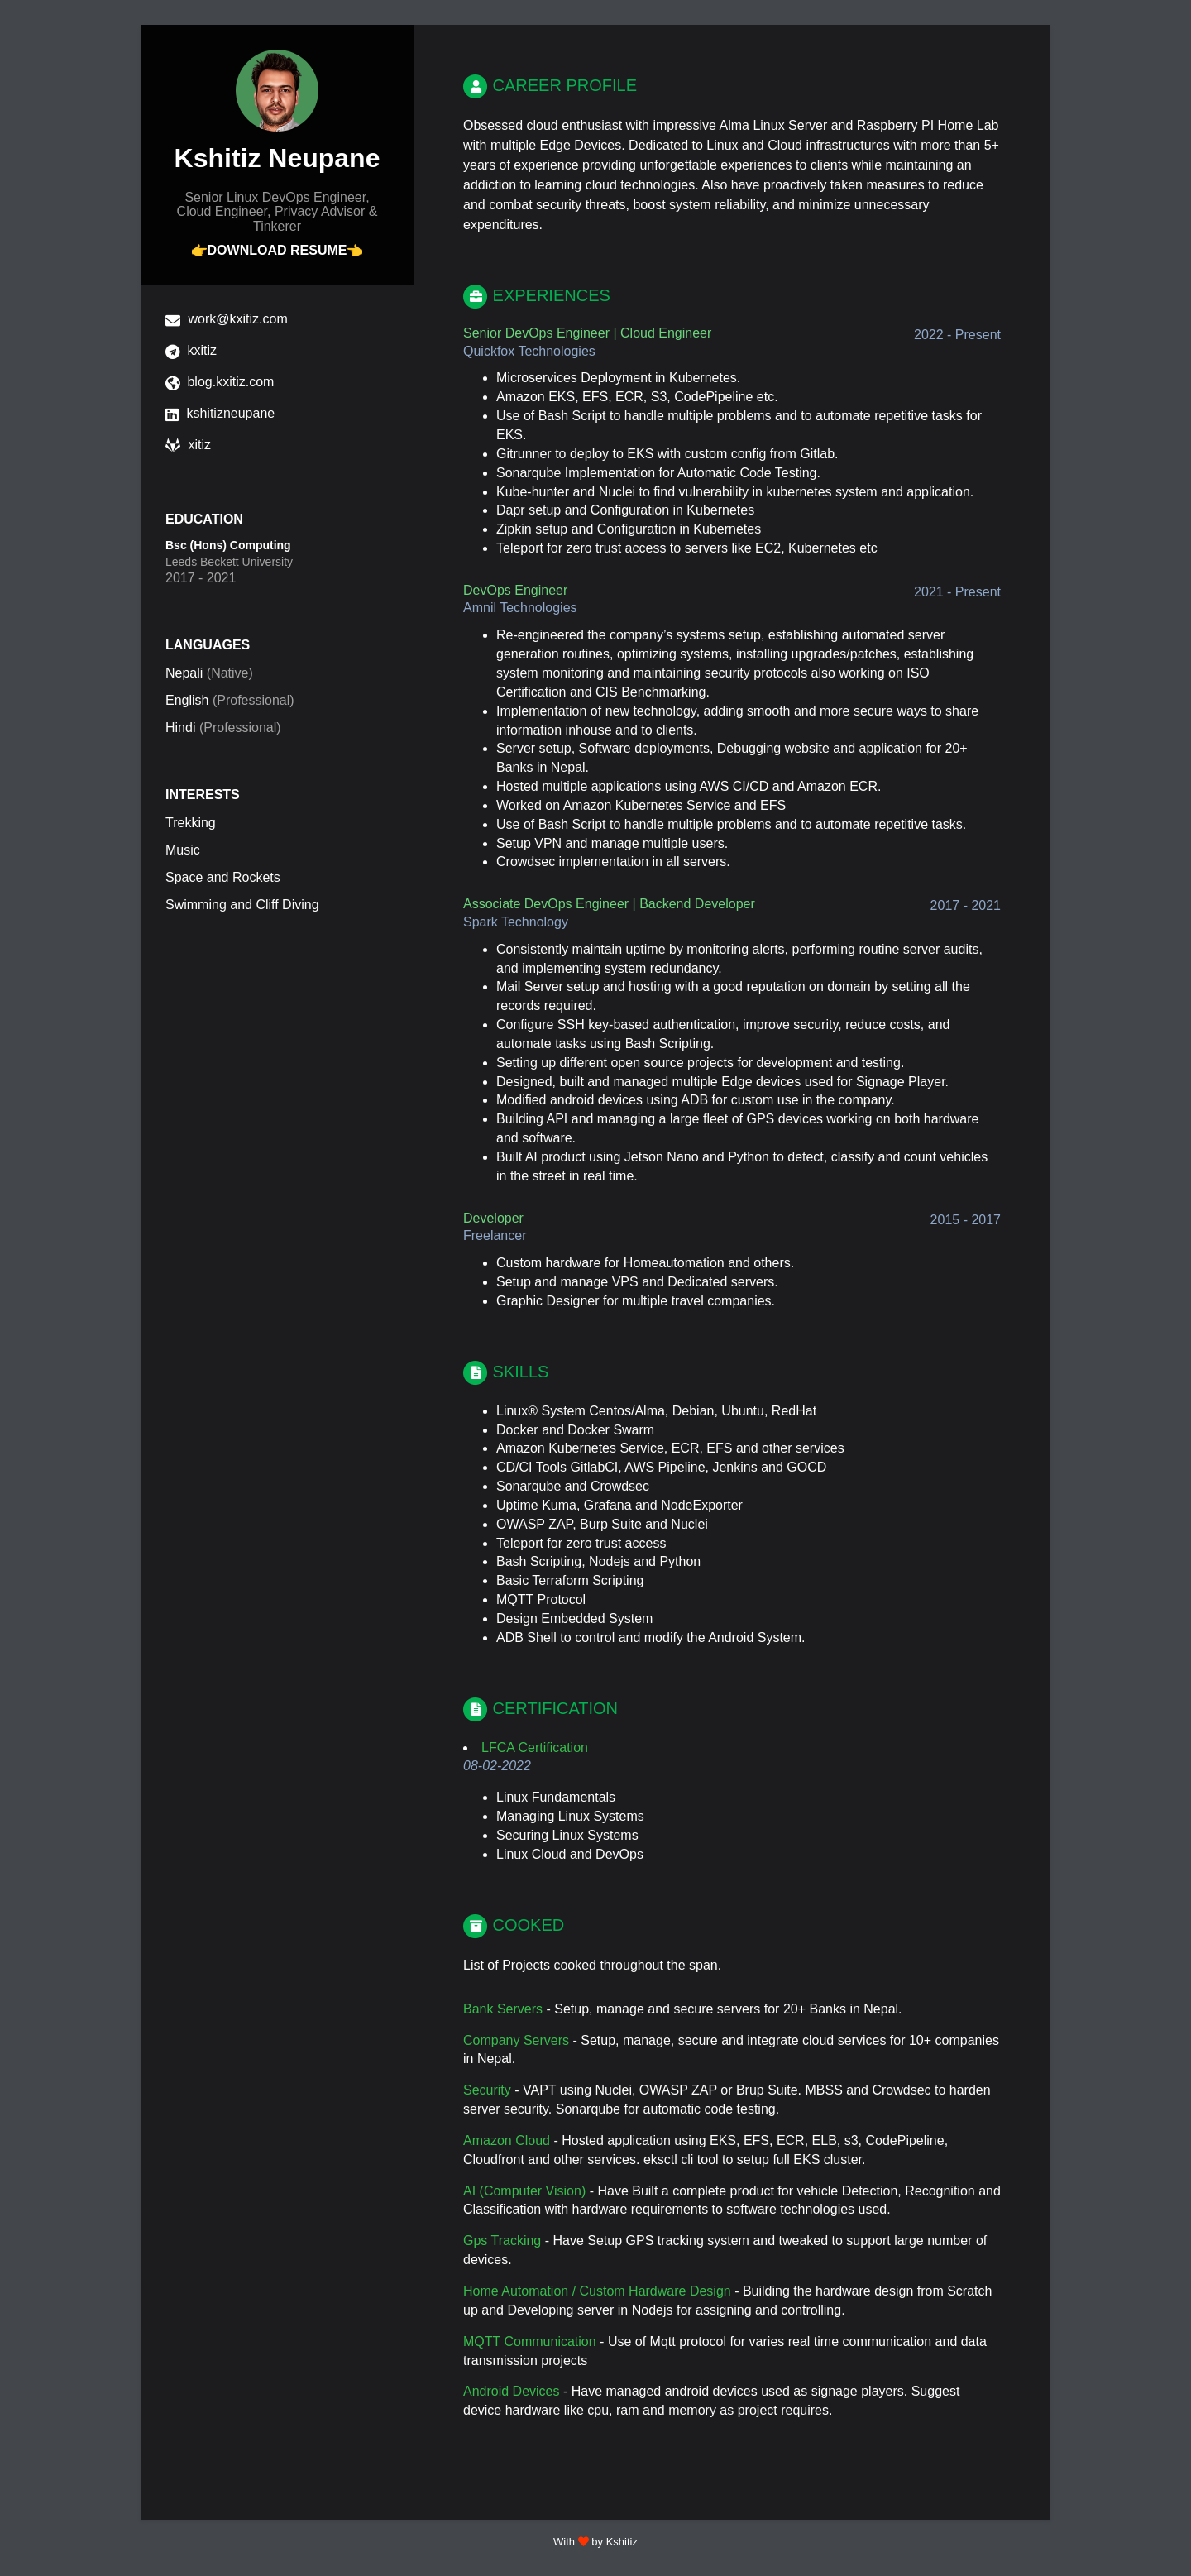 Kshitiz Neupane
Senior Linux DevOps Engineer,
Cloud Engineer, Privacy Advisor &
Tinkerer
👉DOWNLOAD RESUME👈
work@kxitiz.com
kxitiz
blog.kxitiz.com
kshitizneupane
xitiz
EDUCATION
Bsc (Hons) Computing
Leeds Beckett University
2017 - 2021
LANGUAGES
Nepali (Native)
English (Professional)
Hindi (Professional)
INTERESTS
Trekking
Music
Space and Rockets
Swimming and Cliff Diving
CAREER PROFILE
Obsessed cloud enthusiast with impressive Alma Linux Server and Raspberry PI Home Lab
with multiple Edge Devices. Dedicated to Linux and Cloud infrastructures with more than 5+
years of experience providing unforgettable experiences to clients while maintaining an
addiction to learning cloud technologies. Also have proactively taken measures to reduce
and combat security threats, boost system reliability, and minimize unnecessary
expenditures.
EXPERIENCES
Senior DevOps Engineer | Cloud Engineer 2022 - Present
Quickfox Technologies
• Microservices Deployment in Kubernetes.
• Amazon EKS, EFS, ECR, S3, CodePipeline etc.
• Use of Bash Script to handle multiple problems and to automate repetitive tasks for
EKS.
• Gitrunner to deploy to EKS with custom config from Gitlab.
• Sonarqube Implementation for Automatic Code Testing.
• Kube-hunter and Nuclei to find vulnerability in kubernetes system and application.
• Dapr setup and Configuration in Kubernetes
• Zipkin setup and Configuration in Kubernetes
• Teleport for zero trust access to servers like EC2, Kubernetes etc
DevOps Engineer 2021 - Present
Amnil Technologies
• Re-engineered the company’s systems setup, establishing automated server
generation routines, optimizing systems, installing upgrades/patches, establishing
system monitoring and maintaining security protocols also working on ISO
Certification and CIS Benchmarking.
• Implementation of new technology, adding smooth and more secure ways to share
information inhouse and to clients.
• Server setup, Software deployments, Debugging website and application for 20+
Banks in Nepal.
• Hosted multiple applications using AWS CI/CD and Amazon ECR.
• Worked on Amazon Kubernetes Service and EFS
• Use of Bash Script to handle multiple problems and to automate repetitive tasks.
• Setup VPN and manage multiple users.
• Crowdsec implementation in all servers.
Associate DevOps Engineer | Backend Developer 2017 - 2021
Spark Technology
• Consistently maintain uptime by monitoring alerts, performing routine server audits,
and implementing system redundancy.
• Mail Server setup and hosting with a good reputation on domain by setting all the
records required.
• Configure SSH key-based authentication, improve security, reduce costs, and
automate tasks using Bash Scripting.
• Setting up different open source projects for development and testing.
• Designed, built and managed multiple Edge devices used for Signage Player.
• Modified android devices using ADB for custom use in the company.
• Building API and managing a large fleet of GPS devices working on both hardware
and software.
• Built AI product using Jetson Nano and Python to detect, classify and count vehicles
in the street in real time.
Developer 2015 - 2017
Freelancer
• Custom hardware for Homeautomation and others.
• Setup and manage VPS and Dedicated servers.
• Graphic Designer for multiple travel companies.
SKILLS
• Linux® System Centos/Alma, Debian, Ubuntu, RedHat
• Docker and Docker Swarm
• Amazon Kubernetes Service, ECR, EFS and other services
• CD/CI Tools GitlabCI, AWS Pipeline, Jenkins and GOCD
• Sonarqube and Crowdsec
• Uptime Kuma, Grafana and NodeExporter
• OWASP ZAP, Burp Suite and Nuclei
• Teleport for zero trust access
• Bash Scripting, Nodejs and Python
• Basic Terraform Scripting
• MQTT Protocol
• Design Embedded System
• ADB Shell to control and modify the Android System.
CERTIFICATION
• LFCA Certification
08-02-2022
• Linux Fundamentals
• Managing Linux Systems
• Securing Linux Systems
• Linux Cloud and DevOps
COOKED
List of Projects cooked throughout the span.
Bank Servers - Setup, manage and secure servers for 20+ Banks in Nepal.
Company Servers - Setup, manage, secure and integrate cloud services for 10+ companies
in Nepal.
Security - VAPT using Nuclei, OWASP ZAP or Brup Suite. MBSS and Crowdsec to harden
server security. Sonarqube for automatic code testing.
Amazon Cloud - Hosted application using EKS, EFS, ECR, ELB, s3, CodePipeline,
Cloudfront and other services. eksctl cli tool to setup full EKS cluster.
AI (Computer Vision) - Have Built a complete product for vehicle Detection, Recognition and
Classification with hardware requirements to software technologies used.
Gps Tracking - Have Setup GPS tracking system and tweaked to support large number of
devices.
Home Automation / Custom Hardware Design - Building the hardware design from Scratch
up and Developing server in Nodejs for assigning and controlling.
MQTT Communication - Use of Mqtt protocol for varies real time communication and data
transmission projects
Android Devices - Have managed android devices used as signage players. Suggest
device hardware like cpu, ram and memory as project requires.
With ❤ by Kshitiz